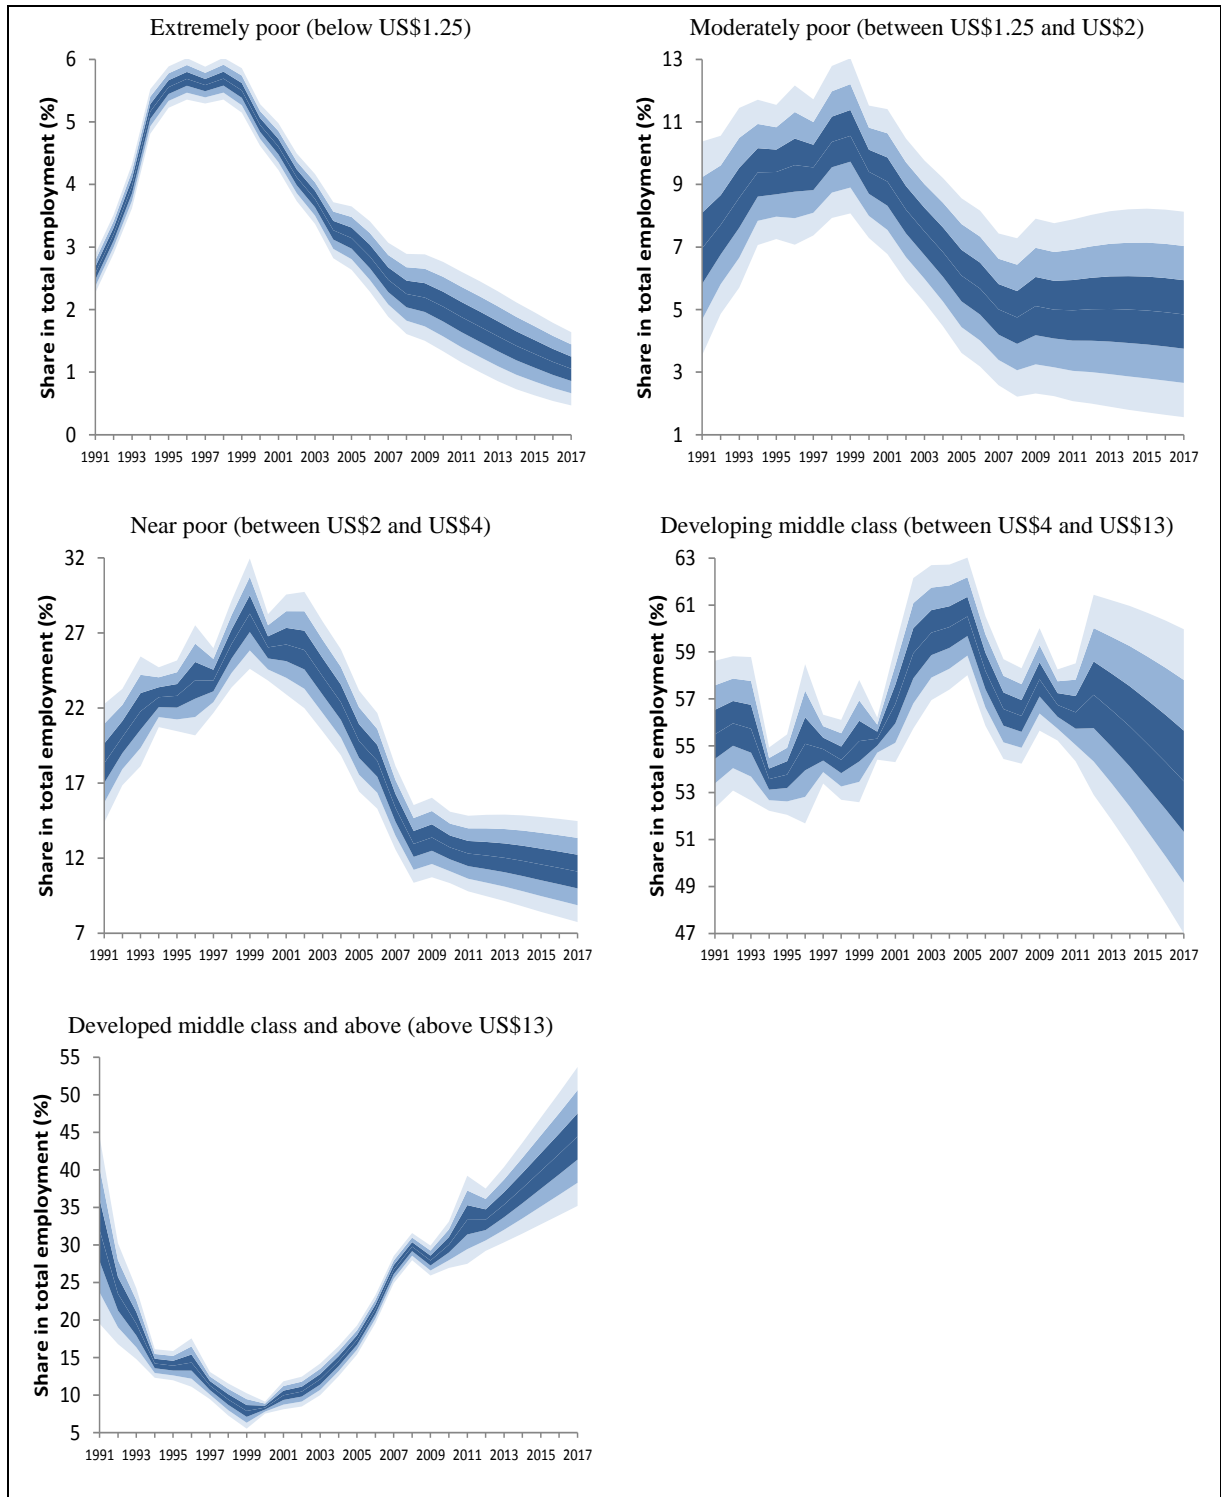 Extremely poor (below US$1.25)
Share in total employment (%)
6
5
4
3
2
1
0
1991 1993 1995 1997 1999 2001 2003 2005 2007 2009 2011 2013 2015 2017
Moderately poor (between US$1.25 and US$2)
Share in total employment (%)
13
11
9
7
5
3
1
1991 1993 1995 1997 1999 2001 2003 2005 2007 2009 2011 2013 2015 2017
Near poor (between US$2 and US$4)
Share in total employment (%)
32
27
22
17
12
7
1991 1993 1995 1997 1999 2001 2003 2005 2007 2009 2011 2013 2015 2017
Developing middle class (between US$4 and US$13)
Share in total employment (%)
63
61
59
57
55
53
51
49
47
1991 1993 1995 1997 1999 2001 2003 2005 2007 2009 2011 2013 2015 2017
Developed middle class and above (above US$13)
Share in total employment (%)
55
50
45
40
35
30
25
20
15
10
5
1991 1993 1995 1997 1999 2001 2003 2005 2007 2009 2011 2013 2015 2017